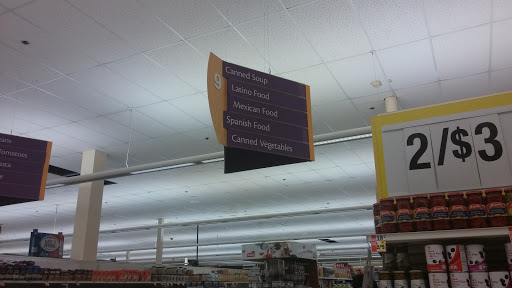 9
Canned Soup
Latino Food
Mexican Food
Spanish Food
Canned Vegetables
2/$3